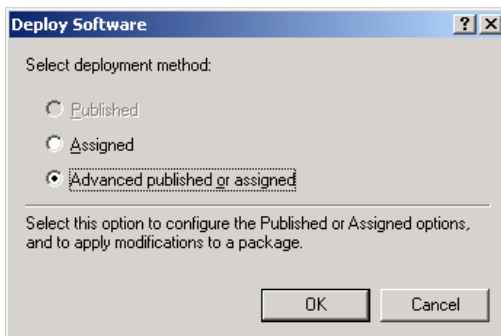 Deploy Software
Select deployment method:
Published
Assigned
Advanced published or assigned
Select this option to configure the Published or Assigned options,
and to apply modifications to a package.
OK
Cancel